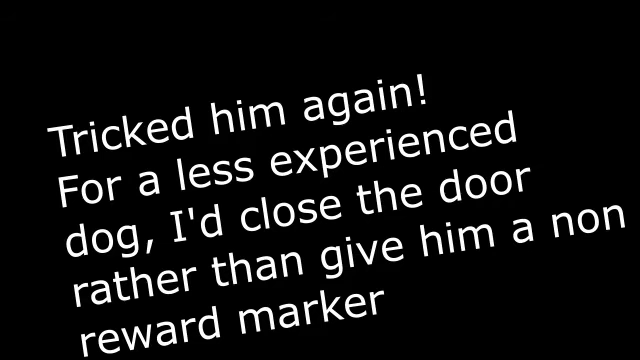 Tricked him again!
For a less experienced
dog, I'd close the door
rather than give him a non
reward marker